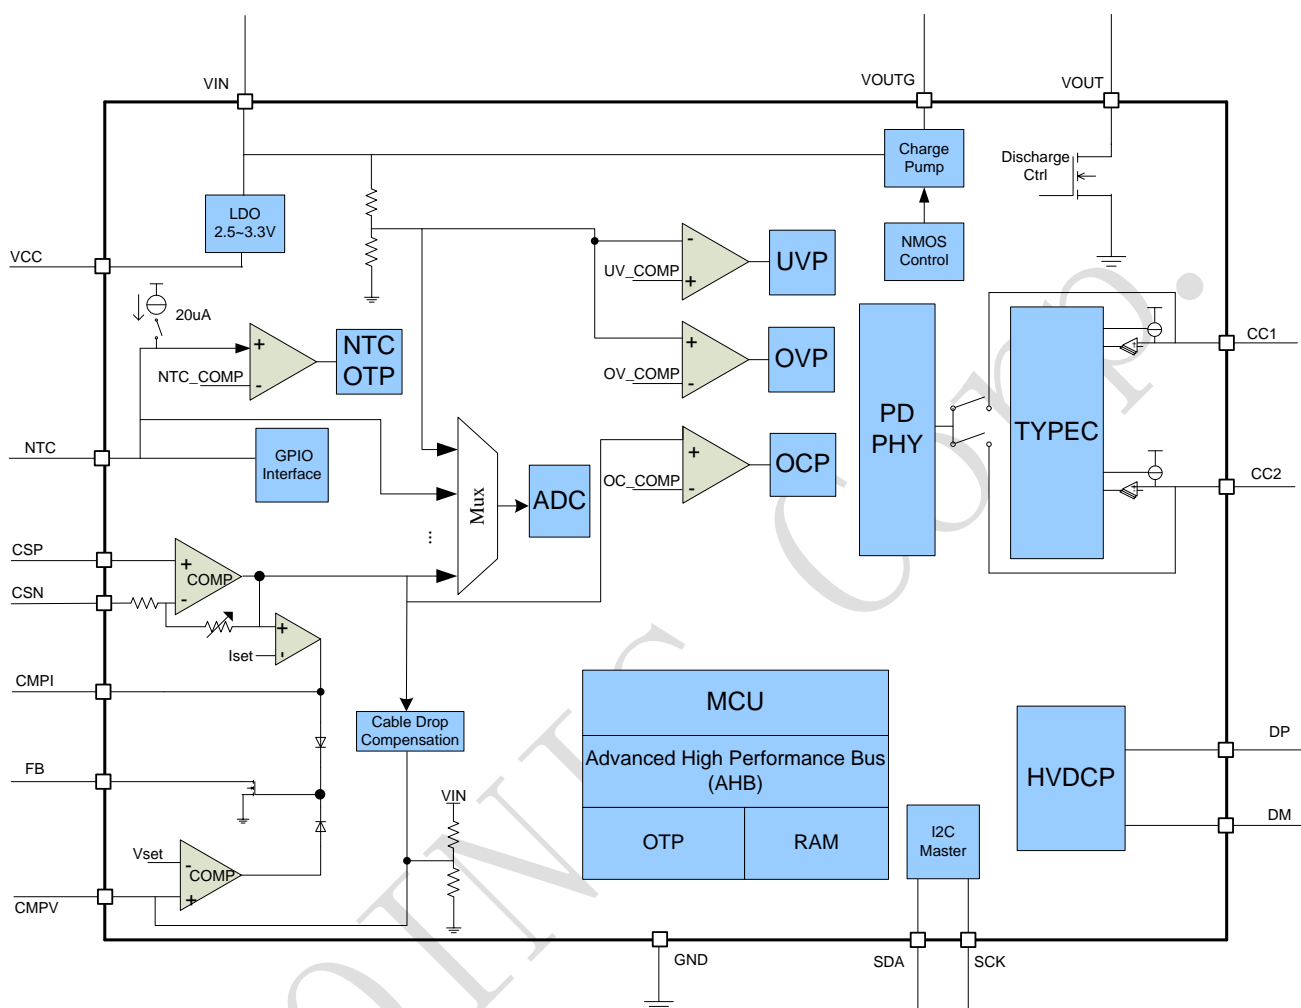 VIN
VOUTG
VOUT
Charge
Pump
Discharge
Ctrl
LDO
2.5~3.3V
NMOS
Control
VCC
UV_COMP
-
+
UVP
20uA
NTC_COMP
+
-
NTC
OTP
OV_COMP
+
-
OVP
CC1
PD
PHY
TYPEC
NTC
GPIO
Interface
Mux
ADC
...
OC_COMP
+
-
OCP
CC2
CSP
CSN
+
COMP
-
Iset
+
-
CMPI
Cable Drop
Compensation
MCU
Advanced High Performance Bus
(AHB)
OTP
RAM
HVDCP
DP
DM
FB
VIN
I2C
Master
Vset
-
COMP
+
CMPV
GND
SDA
SCK
Corp.